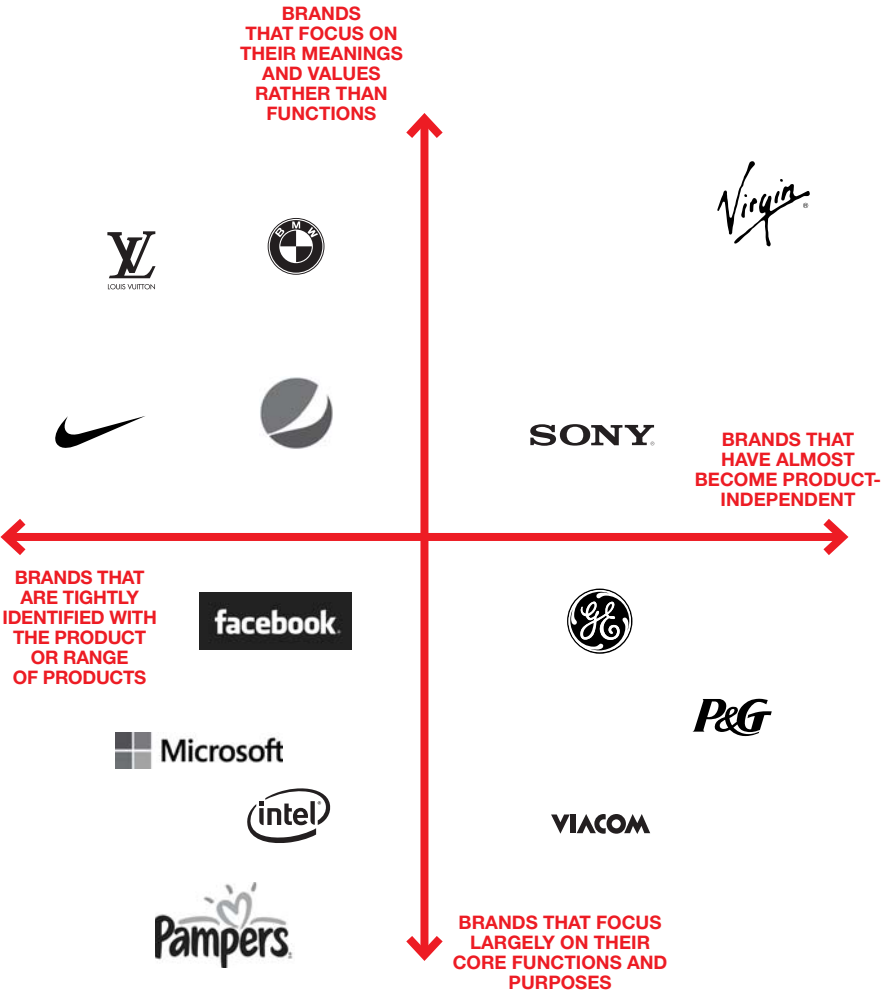 BRANDS
THAT FOCUS ON
THEIR MEANINGS
AND VALUES
RATHER THAN
FUNCTIONS
Virgin
®
LV
LOUIS VUITTON
BMW
SONY
BRANDS THAT
HAVE ALMOST
BECOME PRODUCT-
INDEPENDENT
BRANDS THAT
ARE TIGHTLY
IDENTIFIED WITH
THE PRODUCT
OR RANGE
OF PRODUCTS
facebook
GE
P&G
Microsoft
intel
VIACOM
Pampers
BRANDS THAT FOCUS
LARGELY ON THEIR
CORE FUNCTIONS AND
PURPOSES